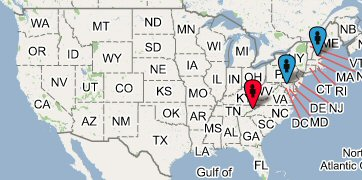 WA MT ND MN NB
OR ID SD WI MI ME
WY NY VT
NV UT NE IA PA MA
CO IL IN OH RI
CA KS MO KY WV VA CT NJ
AZ NM OK AR TN NC DE
MS AL SC DC MD
TX LA GA
FL
Gulf of
Nort
Atlantic O